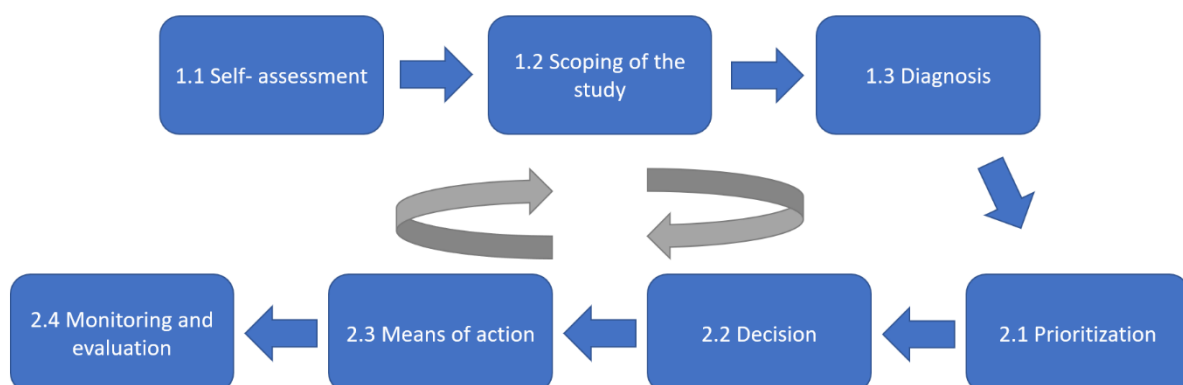 1.1 Self- assessment
1.2 Scoping of the
study
1.3 Diagnosis
2.4 Monitoring and
evaluation
2.3 Means of action
2.2 Decision
2.1 Prioritization